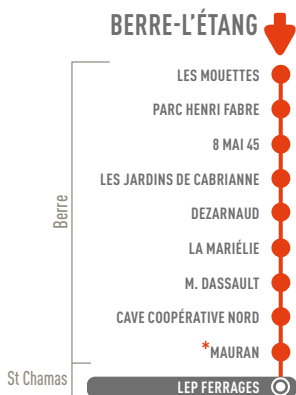 BERRE-L'ÉTANG
LES MOUETTES
PARC HENRI FABRE
8 MAI 45
LES JARDINS DE CABRIANNE
DEZARNAUD
LA MARIÉLIE
M. DASSAULT
CAVE COOPÉRATIVE NORD
*MAURAN
LEP FERRAGES
Berre
St Chamas